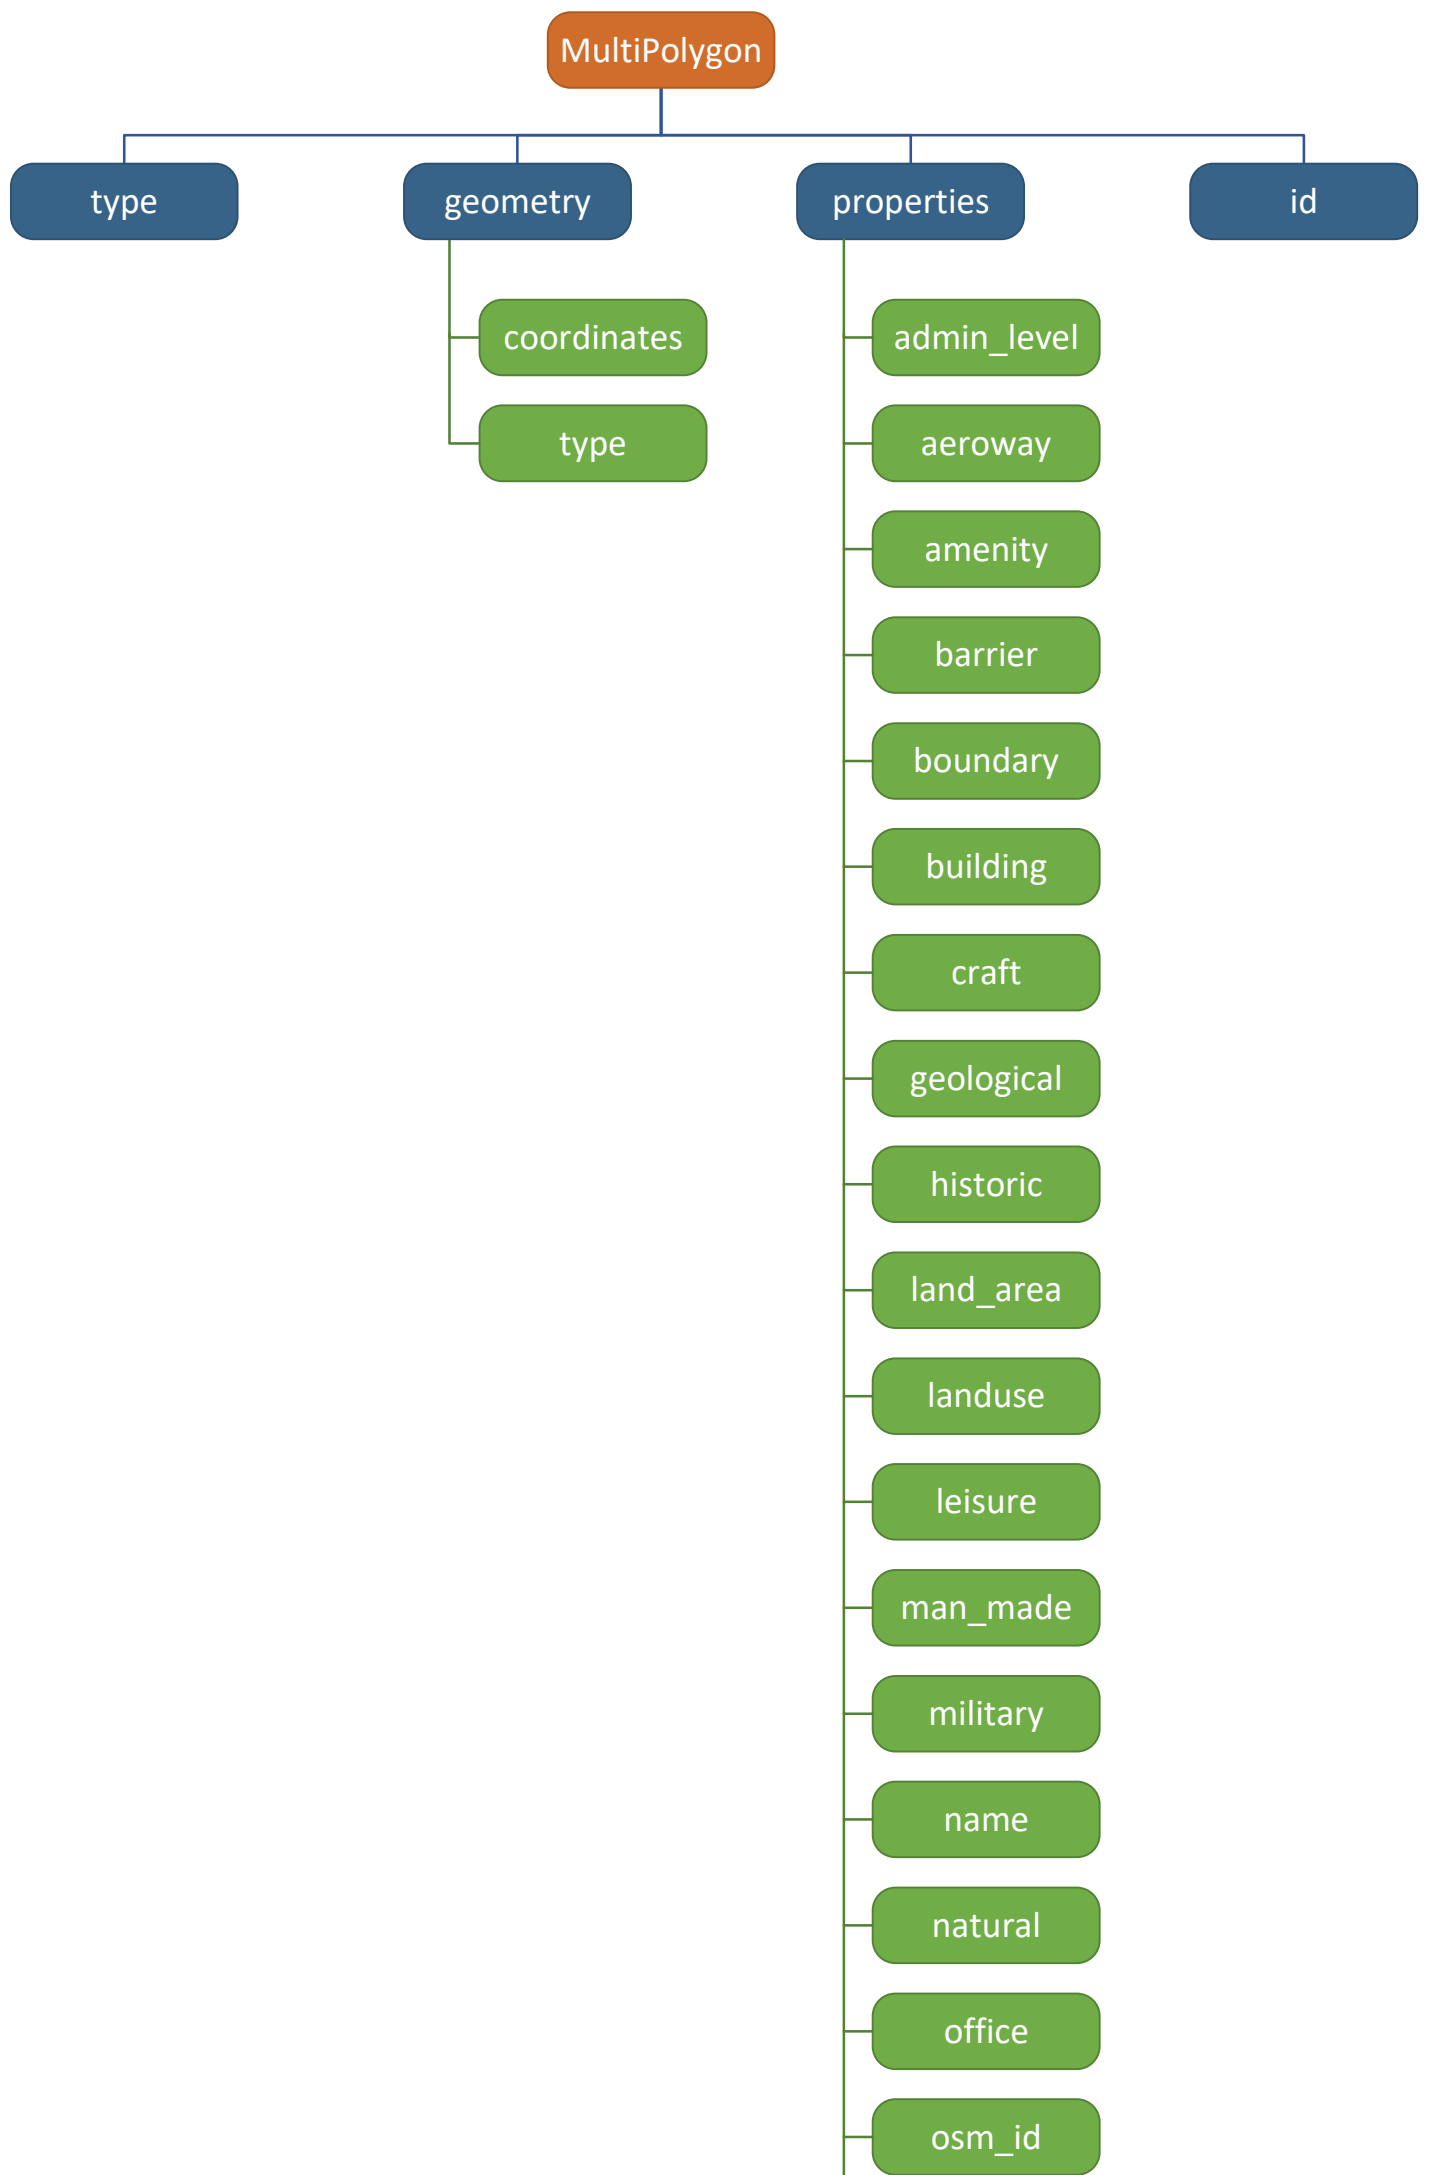 MultiPolygon
type
geometry
properties
id
coordinates
type
admin_level
aeroway
amenity
barrier
boundary
building
craft
geological
historic
land_area
landuse
leisure
man_made
military
name
natural
office
osm_id